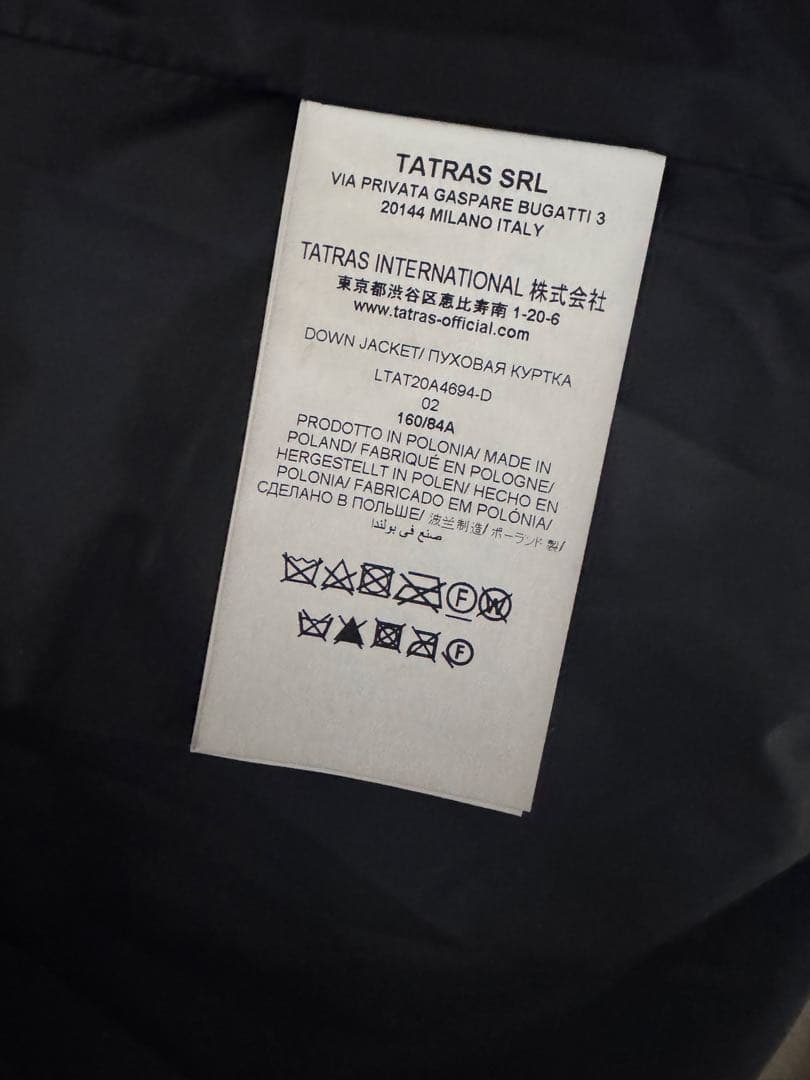 TATRAS SRL
VIA PRIVATA GASPARE BUGATTI 3
20144 MILANO ITALY
TATRAS INTERNATIONAL 株式会社
東京都渋谷区恵比寿南 1-20-6
www.tatras-official.com
DOWN JACKET/ ПУХОВАЯ КУРТКА
LTAT20A4694-D
02
160/84A
PRODOTTO IN POLONIA/ MADE IN
POLAND/ FABRIQUÉ EN POLOGNE/
HERGESTELLT IN POLEN/ HECHO EN
POLONIA/ FABRICADO EM POLÓNIA/
СДЕЛАНО В ПОЛЬШЕ/ 波兰制造/ ポーランド製/
صنع في بولندا
F W
F